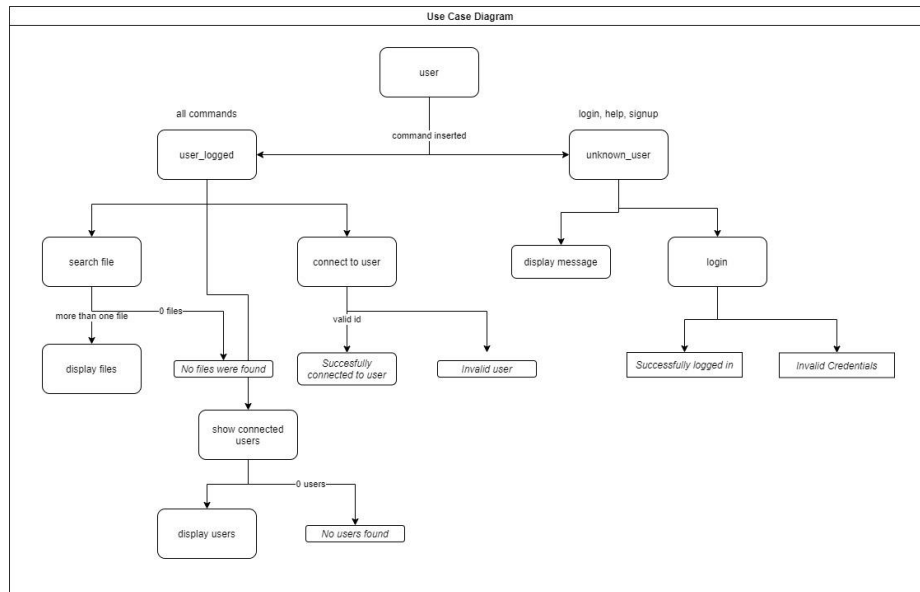 Use Case Diagram
user
all commands
login, help, signup
command inserted
user_logged
unknown_user
search file
connect to user
display message
login
more than one file
0 files
valid id
display files
No files were found
Succesfully
connected to user
Invalid user
Successfully logged in
Invalid Credentials
show connected
users
0 users
display users
No users found